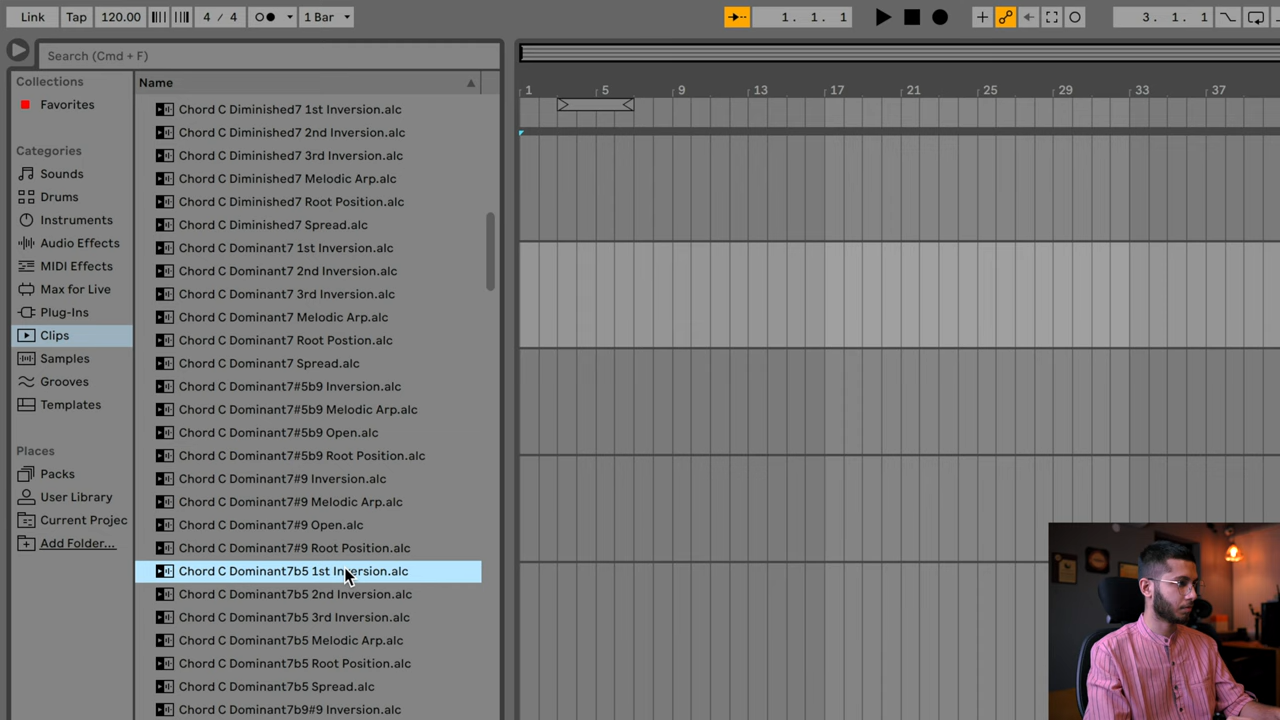 Link Tap 120.00 4 / 4 1 Bar 1. 1. 1 3. 1. 1
Search (Cmd + F)
Collections
Favorites
Categories
Sounds
Drums
Instruments
Audio Effects
MIDI Effects
Max for Live
Plug-Ins
Clips
Samples
Grooves
Templates
Places
Packs
User Library
Current Projec
Add Folder...
Name
Chord C Diminished7 1st Inversion.alc
Chord C Diminished7 2nd Inversion.alc
Chord C Diminished7 3rd Inversion.alc
Chord C Diminished7 Melodic Arp.alc
Chord C Diminished7 Root Position.alc
Chord C Diminished7 Spread.alc
Chord C Dominant7 1st Inversion.alc
Chord C Dominant7 2nd Inversion.alc
Chord C Dominant7 3rd Inversion.alc
Chord C Dominant7 Melodic Arp.alc
Chord C Dominant7 Root Postion.alc
Chord C Dominant7 Spread.alc
Chord C Dominant7#5b9 Inversion.alc
Chord C Dominant7#5b9 Melodic Arp.alc
Chord C Dominant7#5b9 Open.alc
Chord C Dominant7#5b9 Root Position.alc
Chord C Dominant7#9 Inversion.alc
Chord C Dominant7#9 Melodic Arp.alc
Chord C Dominant7#9 Open.alc
Chord C Dominant7#9 Root Position.alc
Chord C Dominant7b5 1st Inversion.alc
Chord C Dominant7b5 2nd Inversion.alc
Chord C Dominant7b5 3rd Inversion.alc
Chord C Dominant7b5 Melodic Arp.alc
Chord C Dominant7b5 Root Position.alc
Chord C Dominant7b5 Spread.alc
Chord C Dominant7b9#9 Inversion.alc
1 5 9 13 17 21 25 29 33 37